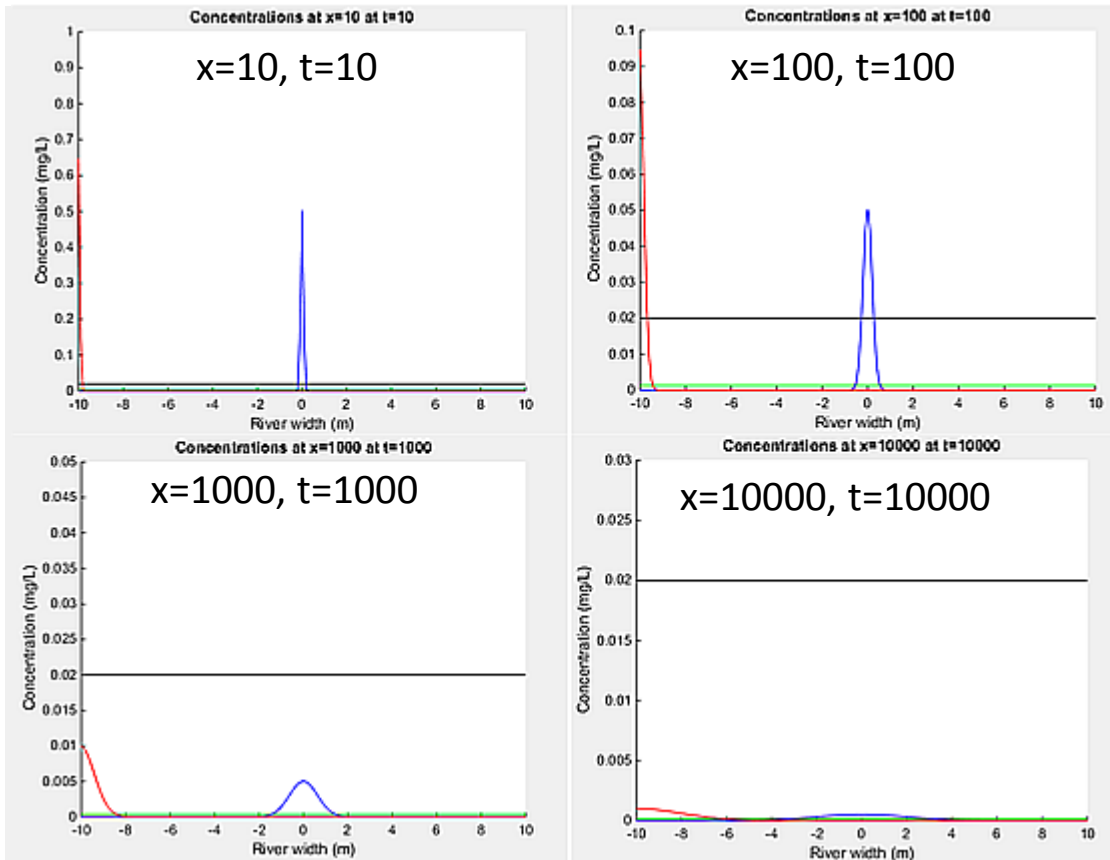 Concentrations at x=10 at t=10
x=10, t=10
Concentration (mg/L)
1
0.9
0.8
0.7
0.6
0.5
0.4
0.3
0.2
0.1
0
-10 -8 -6 -4 -2 0 2 4 6 8 10
River width (m)
Concentrations at x=100 at t=100
x=100, t=100
Concentration (mg/L)
0.1
0.09
0.08
0.07
0.06
0.05
0.04
0.03
0.02
0.01
0
-10 -8 -6 -4 -2 0 2 4 6 8 10
River width (m)
Concentrations at x=1000 at t=1000
x=1000, t=1000
Concentration (mg/L)
0.05
0.045
0.04
0.035
0.03
0.025
0.02
0.015
0.01
0.005
0
-10 -8 -6 -4 -2 0 2 4 6 8 10
River width (m)
Concentrations at x=10000 at t=10000
x=10000, t=10000
Concentration (mg/L)
0.03
0.025
0.02
0.015
0.01
0.005
0
-10 -8 -6 -4 -2 0 2 4 6 8 10
River width (m)